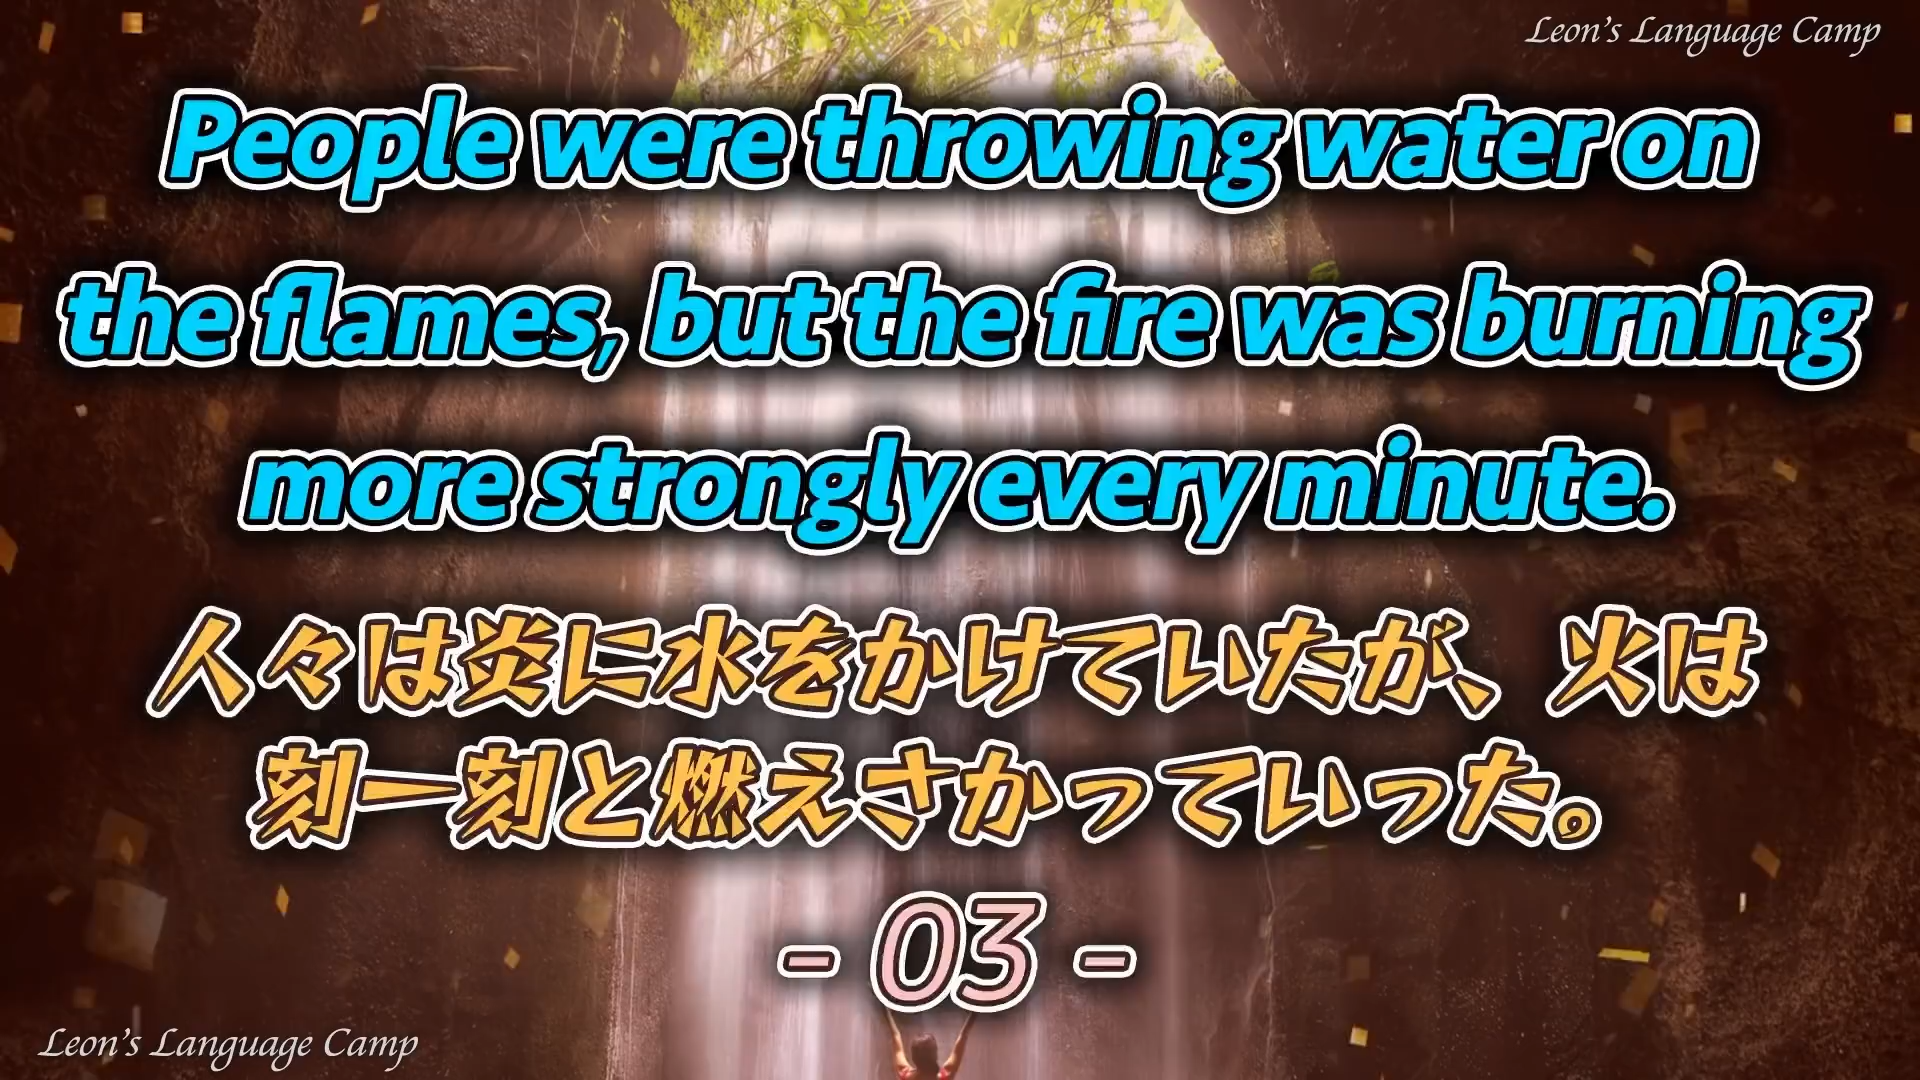 Leon's Language Camp
People were throwing water on
the flames, but the fire was burning
more strongly every minute.
人々は炎に水をかけていたが、火は
刻一刻と燃えさかっていった。
- 03 -
Leon's Language Camp